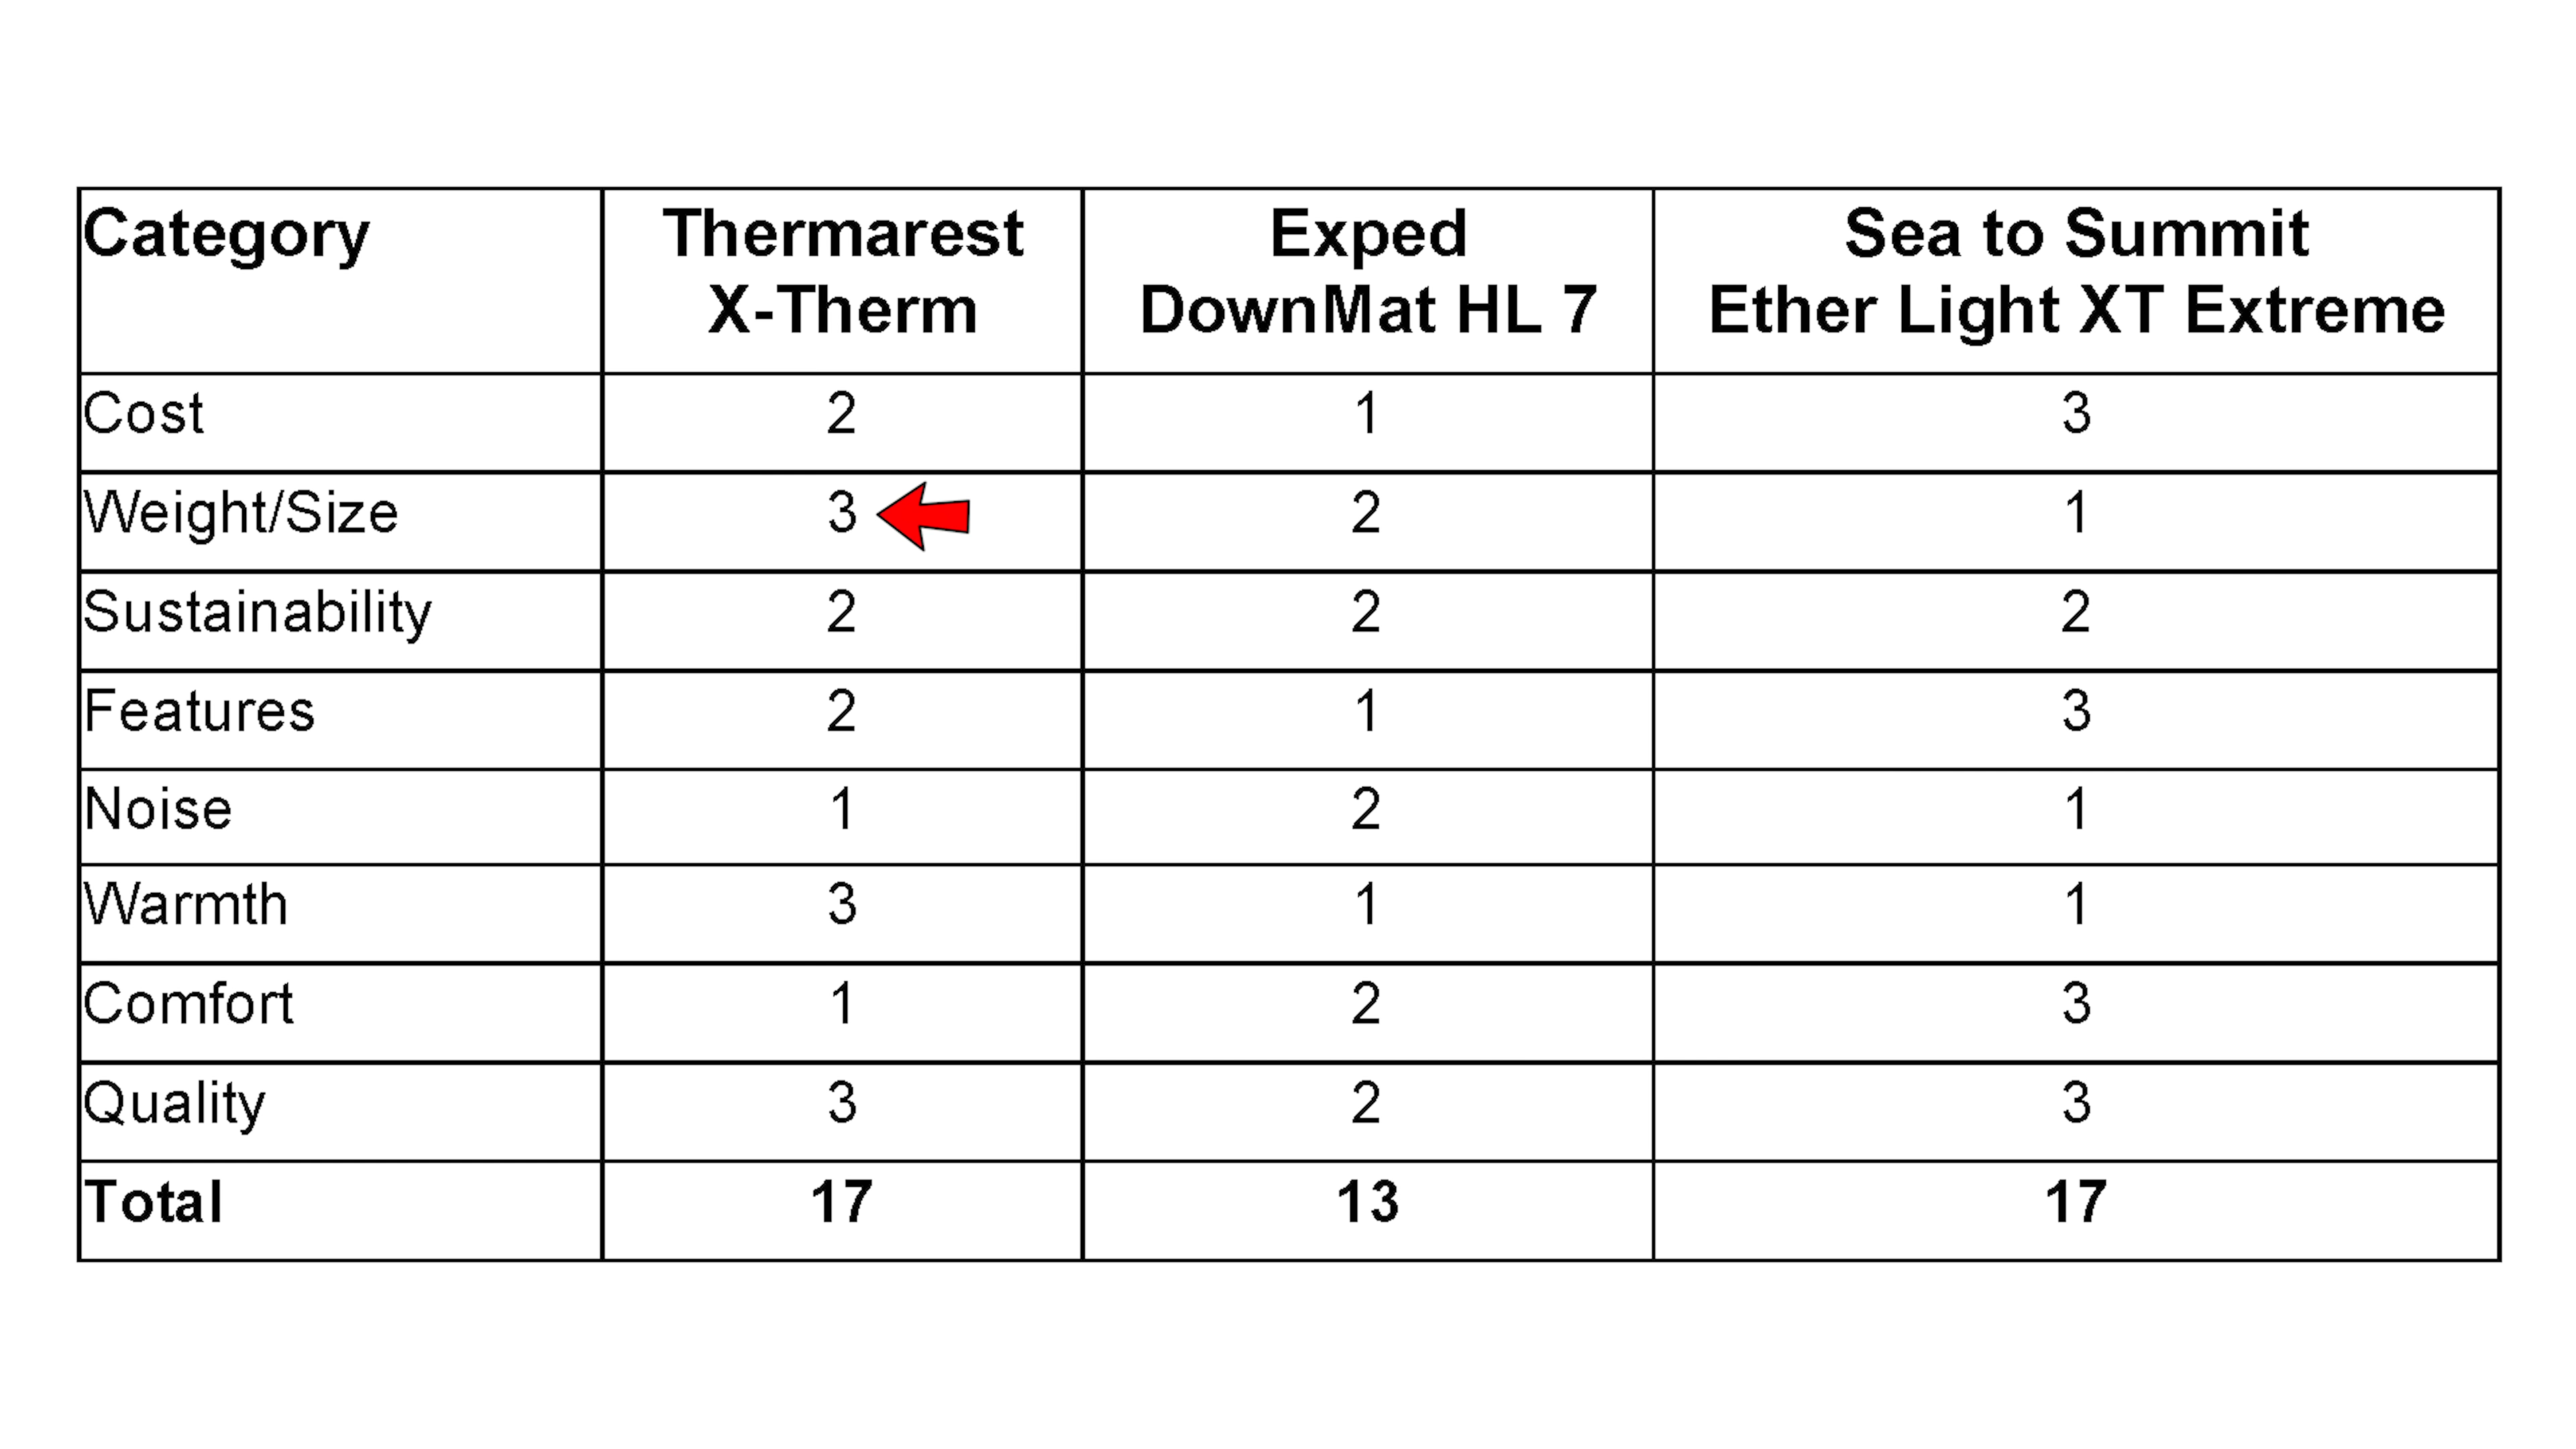 Category Thermarest X-Therm Exped DownMat HL 7 Sea to Summit Ether Light XT Extreme
Cost 2 1 3
Weight/Size 3 2 1
Sustainability 2 2 2
Features 2 1 3
Noise 1 2 1
Warmth 3 1 1
Comfort 1 2 3
Quality 3 2 3
Total 17 13 17